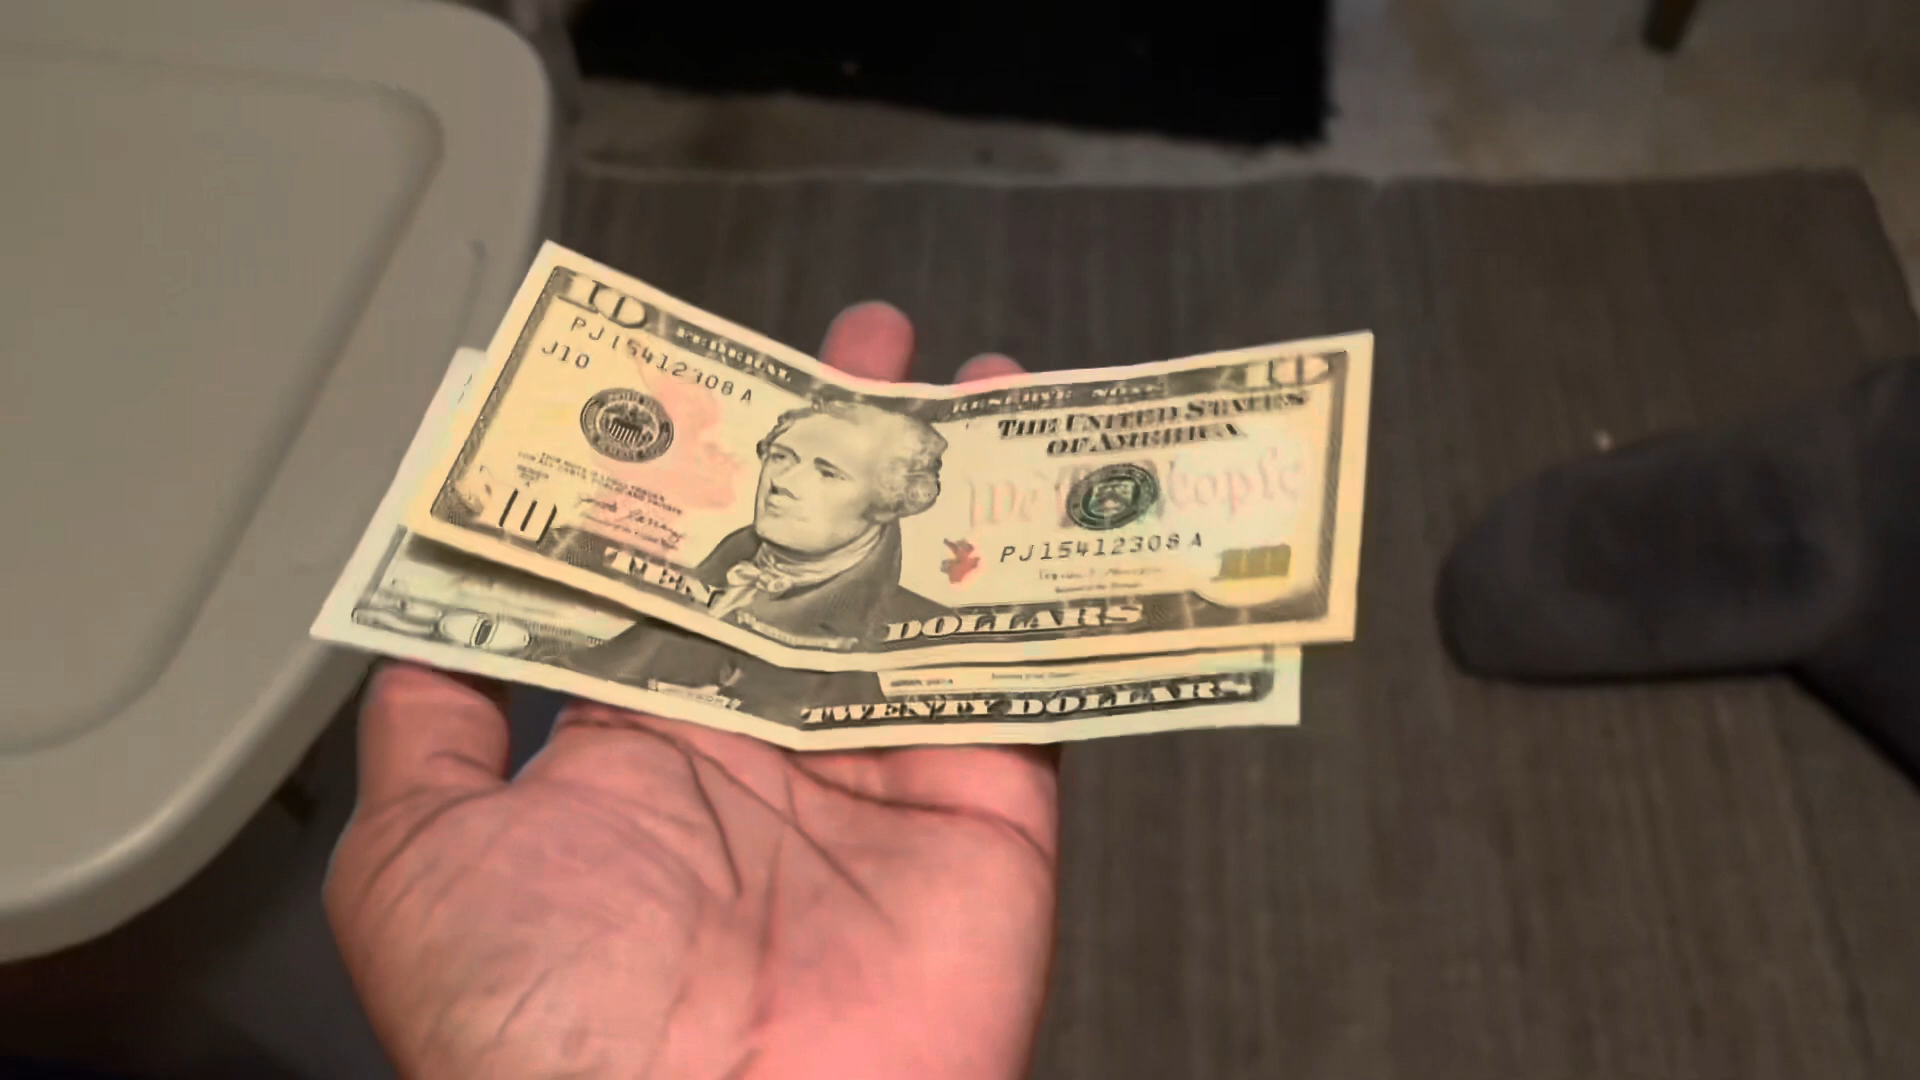 10
FEDERAL
RESERVE NOTE
10
PJ15412308A
J10
THE UNITED STATES
OF AMERICA
We The People
PJ15412308A
10
TEN
DOLLARS
TWENTY DOLLARS